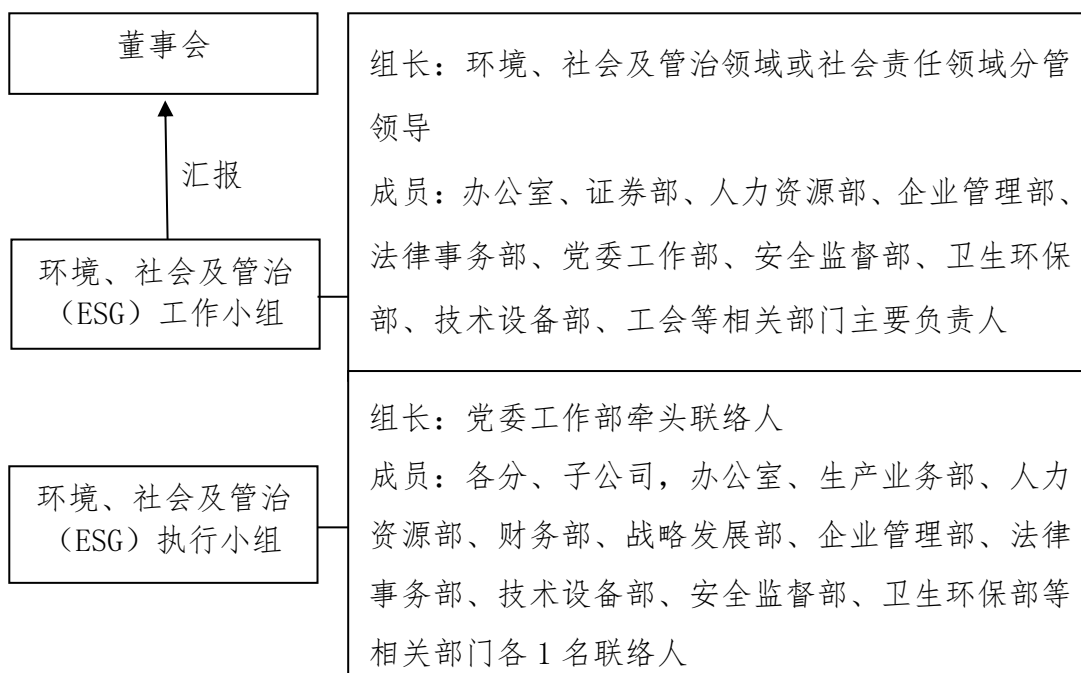 董事会
汇报
环境、社会及管治
（ESG）工作小组
组长：环境、社会及管治领域或社会责任领域分管
领导
成员：办公室、证券部、人力资源部、企业管理部、
法律事务部、党委工作部、安全监督部、卫生环保
部、技术设备部、工会等相关部门主要负责人
环境、社会及管治
（ESG）执行小组
组长：党委工作部牵头联络人
成员：各分、子公司，办公室、生产业务部、人力
资源部、财务部、战略发展部、企业管理部、法律
事务部、技术设备部、安全监督部、卫生环保部等
相关部门各 1 名联络人